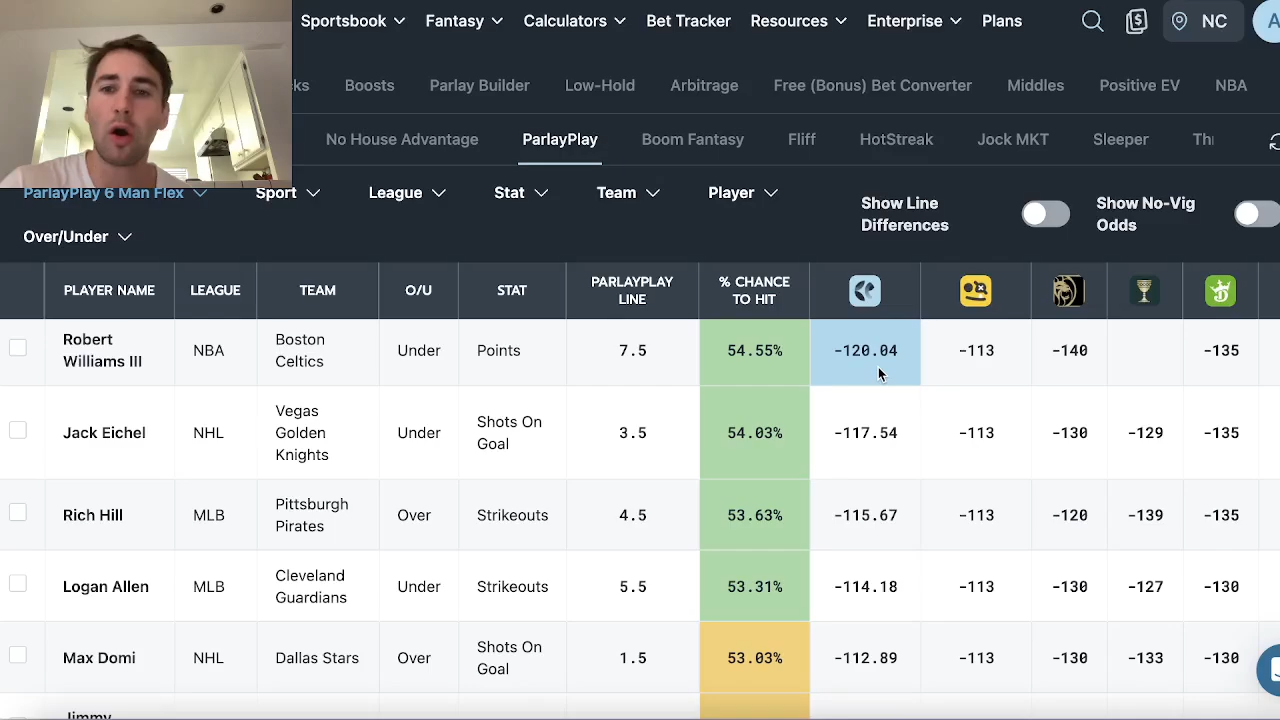 Sportsbook Fantasy Calculators Bet Tracker Resources Enterprise Plans NC A
ks Boosts Parlay Builder Low-Hold Arbitrage Free (Bonus) Bet Converter Middles Positive EV NBA
No House Advantage ParlayPlay Boom Fantasy Fliff HotStreak Jock MKT Sleeper Thr
ParlayPlay 6 Man Flex Sport League Stat Team Player
Show Line
Differences
Show No-Vig
Odds
Over/Under
PLAYER NAME LEAGUE TEAM O/U STAT
PARLAYPLAY
LINE
% CHANCE
TO HIT
Robert
Williams III
NBA
Boston
Celtics
Under Points 7.5 54.55% -120.04 -113 -140 -135
Jack Eichel NHL
Vegas
Golden
Knights
Under
Shots On
Goal
3.5 54.03% -117.54 -113 -130 -129 -135
Rich Hill MLB
Pittsburgh
Pirates
Over Strikeouts 4.5 53.63% -115.67 -113 -120 -139 -135
Logan Allen MLB
Cleveland
Guardians
Under Strikeouts 5.5 53.31% -114.18 -113 -130 -127 -130
Max Domi NHL Dallas Stars Over
Shots On
Goal
1.5 53.03% -112.89 -113 -130 -133 -130
Jimmy